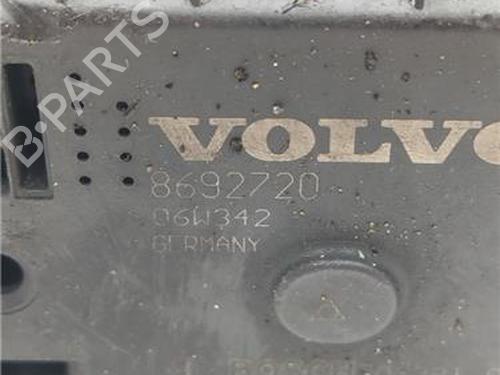 B-PARTS
VOLVO
8692720
06W342
GERMANY
A